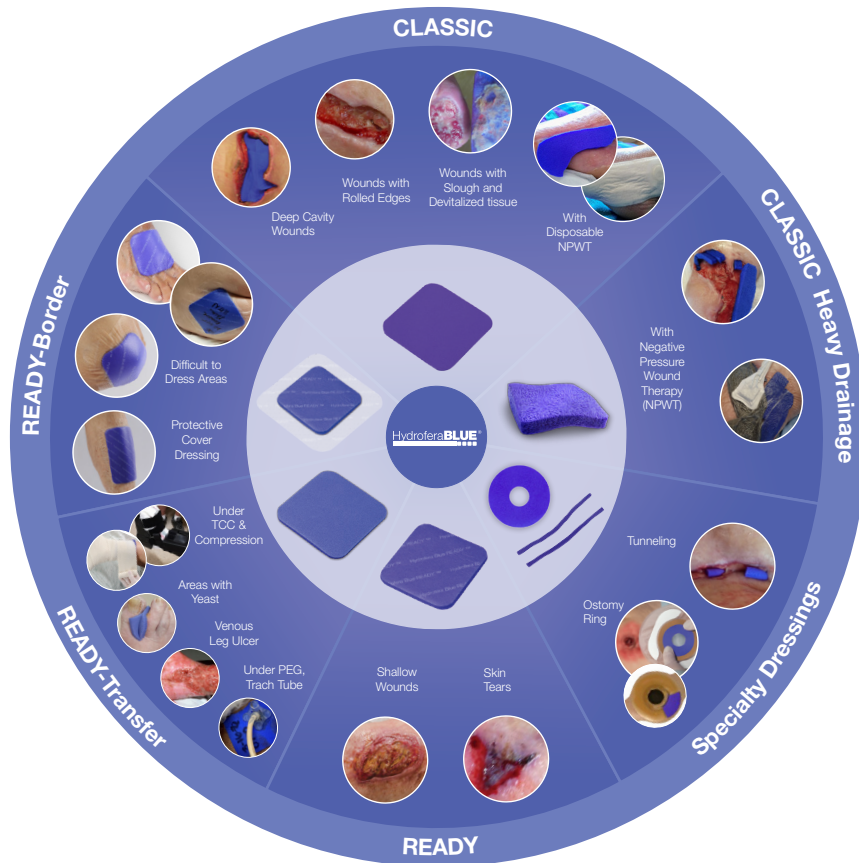 CLASSIC
Deep Cavity
Wounds
Wounds with
Rolled Edges
Wounds with
Slough and
Devitalized tissue
With
Disposable
NPWT
CLASSIC Heavy Drainage
With
Negative
Pressure
Wound
Therapy
(NPWT)
Specialty Dressings
Tunneling
Ostomy
Ring
READY
Shallow
Wounds
Skin
Tears
READY-Transfer
Under
TCC &
Compression
Areas with
Yeast
Venous
Leg Ulcer
Under PEG,
Trach Tube
READY-Border
Difficult to
Dress Areas
Protective
Cover
Dressing
HydroferaBLUE®